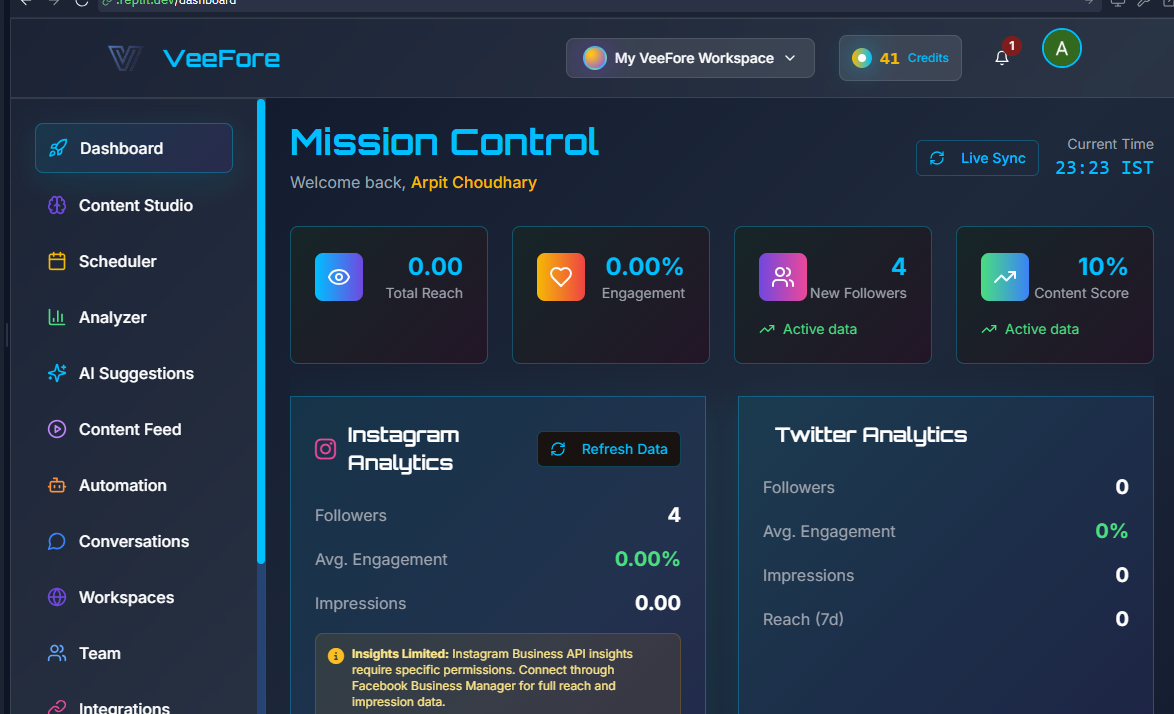 .replit.dev/dashboard
VeeFore
My VeeFore Workspace
41 Credits
1
A
Dashboard
Content Studio
Scheduler
Analyzer
AI Suggestions
Content Feed
Automation
Conversations
Workspaces
Team
Integrations
Mission Control
Welcome back, Arpit Choudhary
Live Sync
Current Time
23:23 IST
0.00
Total Reach
0.00%
Engagement
4
New Followers
Active data
10%
Content Score
Active data
Instagram
Analytics
Refresh Data
Followers 4
Avg. Engagement 0.00%
Impressions 0.00
Insights Limited: Instagram Business API insights
require specific permissions. Connect through
Facebook Business Manager for full reach and
impression data.
Twitter Analytics
Followers 0
Avg. Engagement 0%
Impressions 0
Reach (7d) 0